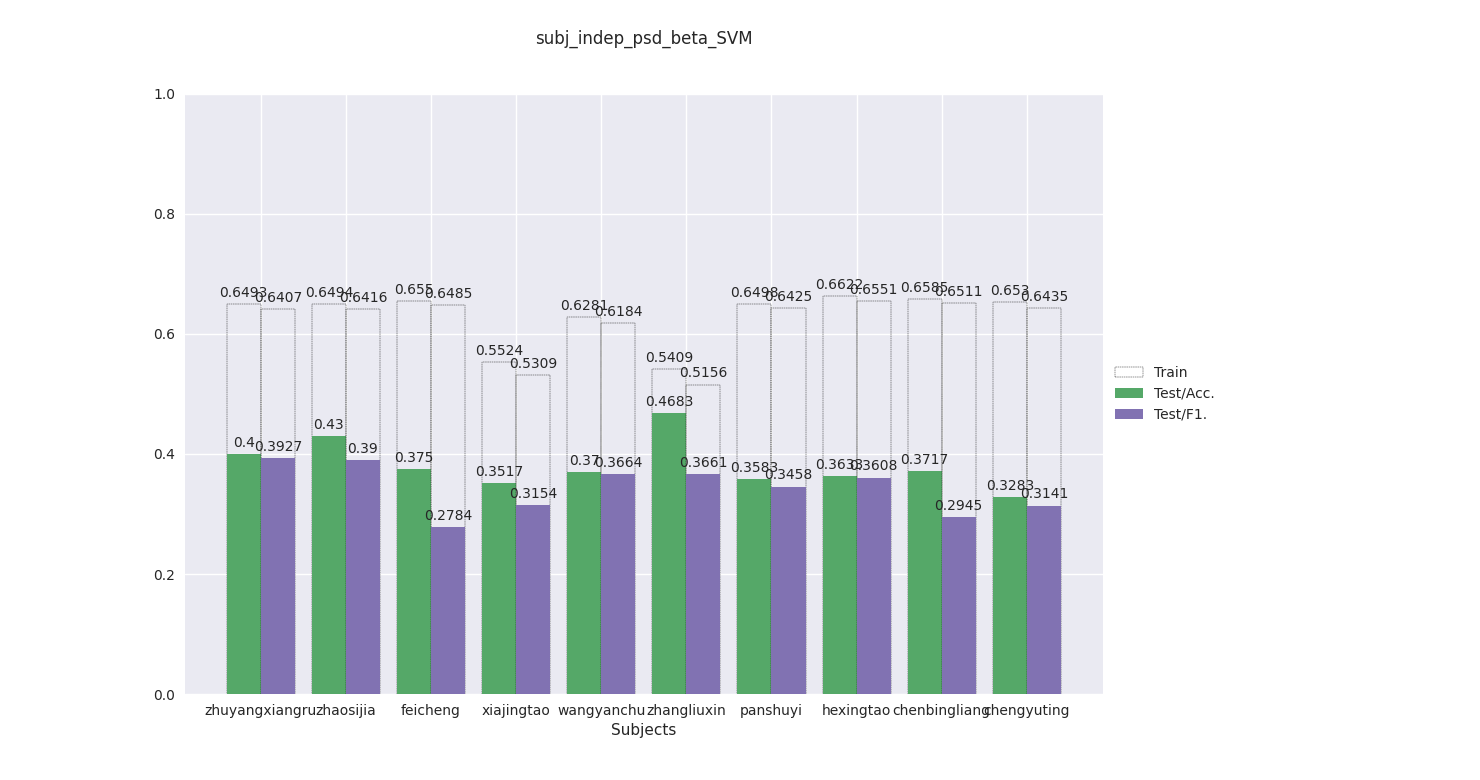 subj_indep_psd_beta_SVM
1.0
0.8
0.6
0.4
0.2
0.0
0.6493 0.6407 0.6494 0.6416 0.655 0.6485 0.5524 0.5309 0.6281 0.6184 0.5409 0.5156 0.6498 0.6425 0.6622 0.6551 0.6585 0.6511 0.653 0.6435
0.4 0.3927 0.43 0.39 0.375 0.2784 0.3517 0.3154 0.37 0.3664 0.4683 0.3661 0.3583 0.3458 0.3633 0.3608 0.3717 0.2945 0.3283 0.3141
zhuyangxiangru zhaosijia feicheng xiajingtao wangyanchu zhangliuxin panshuyi hexingtao chenbingliang chengyuting
Subjects
Train
Test/Acc.
Test/F1.